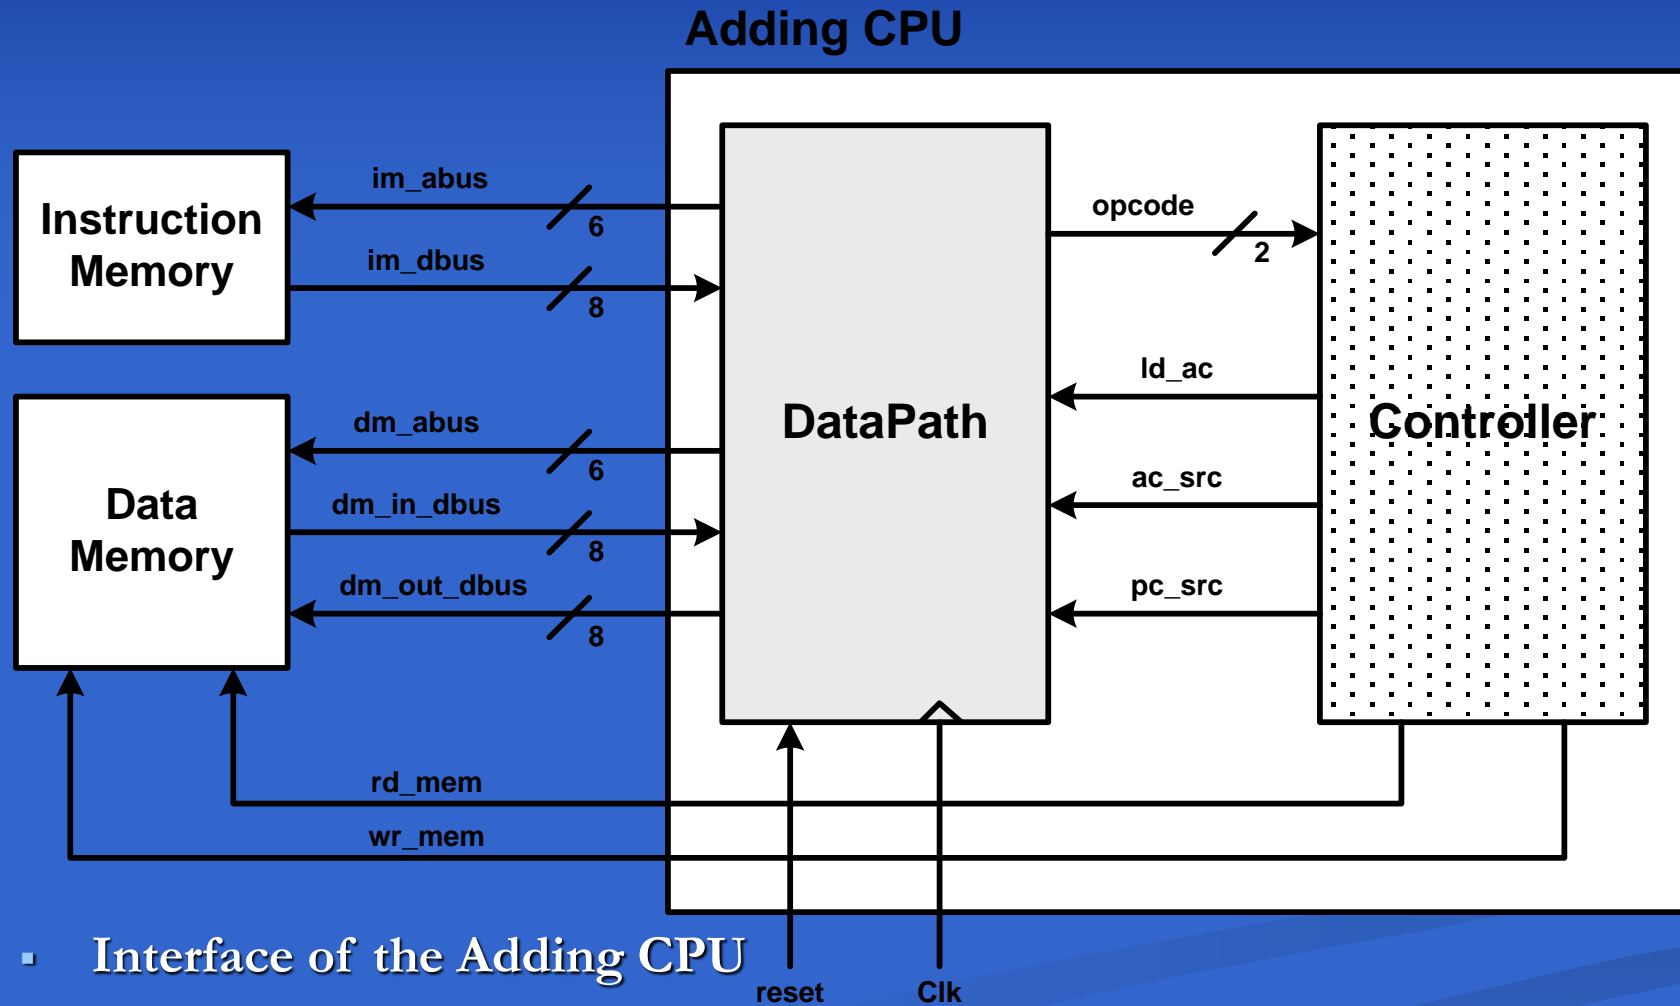 Adding CPU
Instruction
Memory
im_abus
6
im_dbus
8
Data
Memory
dm_abus
6
dm_in_dbus
8
dm_out_dbus
8
DataPath
opcode
2
ld_ac
ac_src
pc_src
Controller
rd_mem
wr_mem
reset
Clk
▪ Interface of the Adding CPU